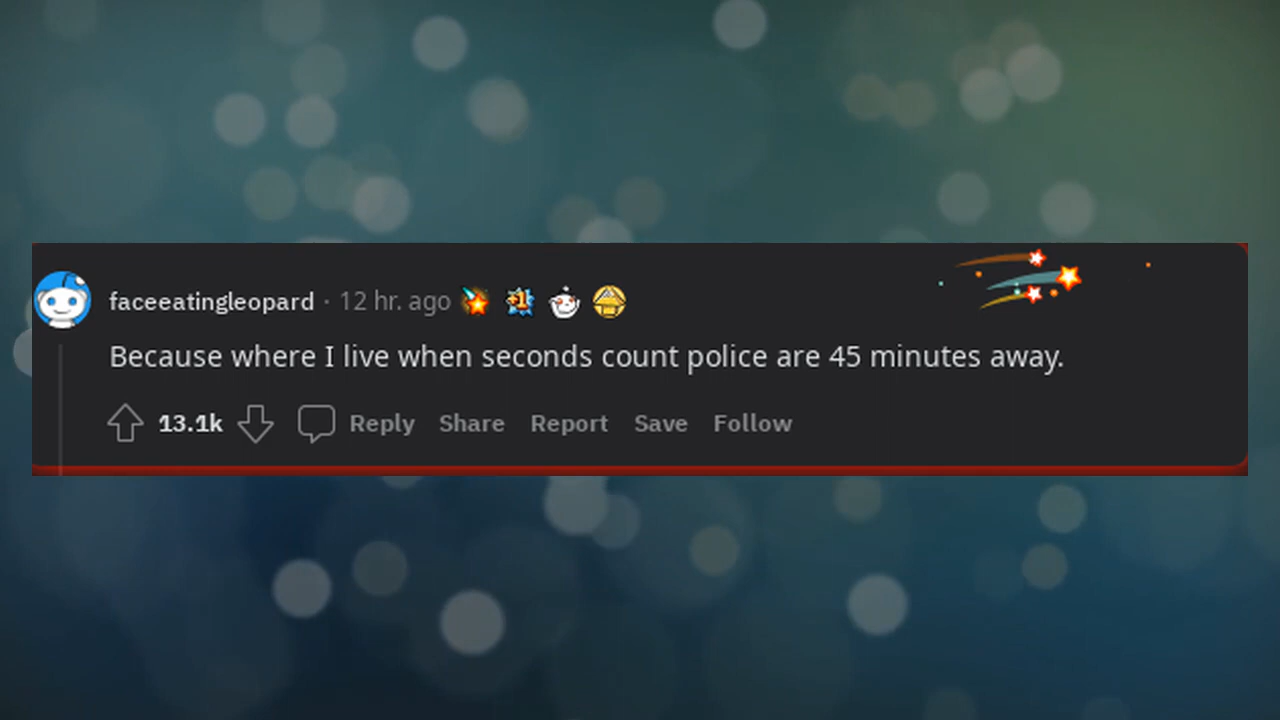 faceeatingleopard · 12 hr. ago
Because where I live when seconds count police are 45 minutes away.
13.1k Reply Share Report Save Follow